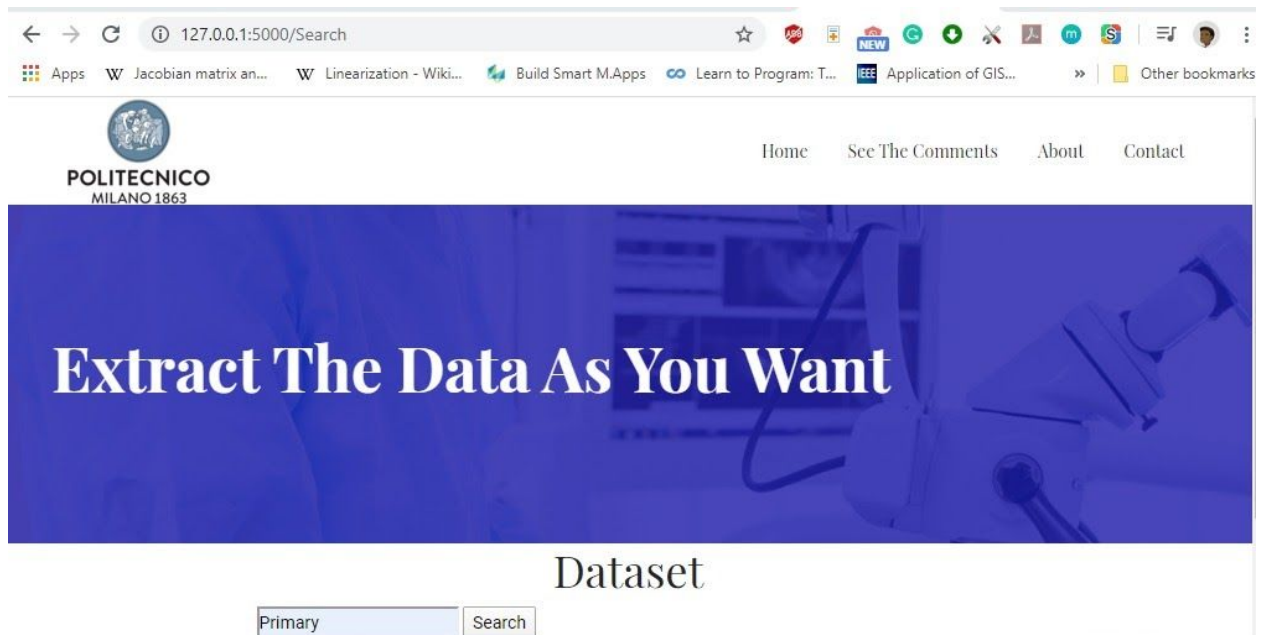 127.0.0.1:5000/Search
ABP NEW G m S
Apps W Jacobian matrix an... W Linearization - Wiki... Build Smart M.Apps Learn to Program: T... IEEE Application of GIS... » Other bookmarks
POLITECNICO
MILANO 1863
Home See The Comments About Contact
Extract The Data As You Want
Dataset
Primary Search